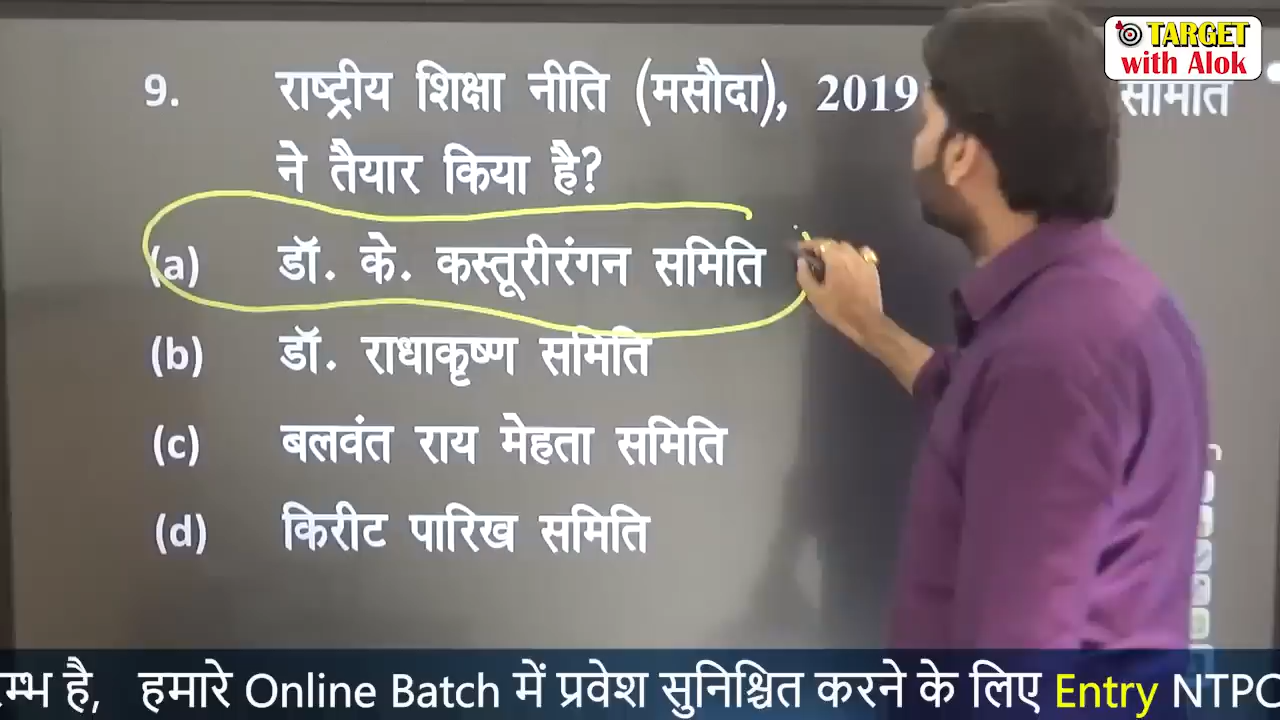 TARGET
with Alok
9. राष्ट्रीय शिक्षा नीति (मसौदा), 2019 समिति
ने तैयार किया है?
(a) डॉ. के. कस्तूरीरंगन समिति
(b) डॉ. राधाकृष्ण समिति
(c) बलवंत राय मेहता समिति
(d) किरीट पारिख समिति
है, हमारे Online Batch में प्रवेश सुनिश्चित करने के लिए Entry NTPC